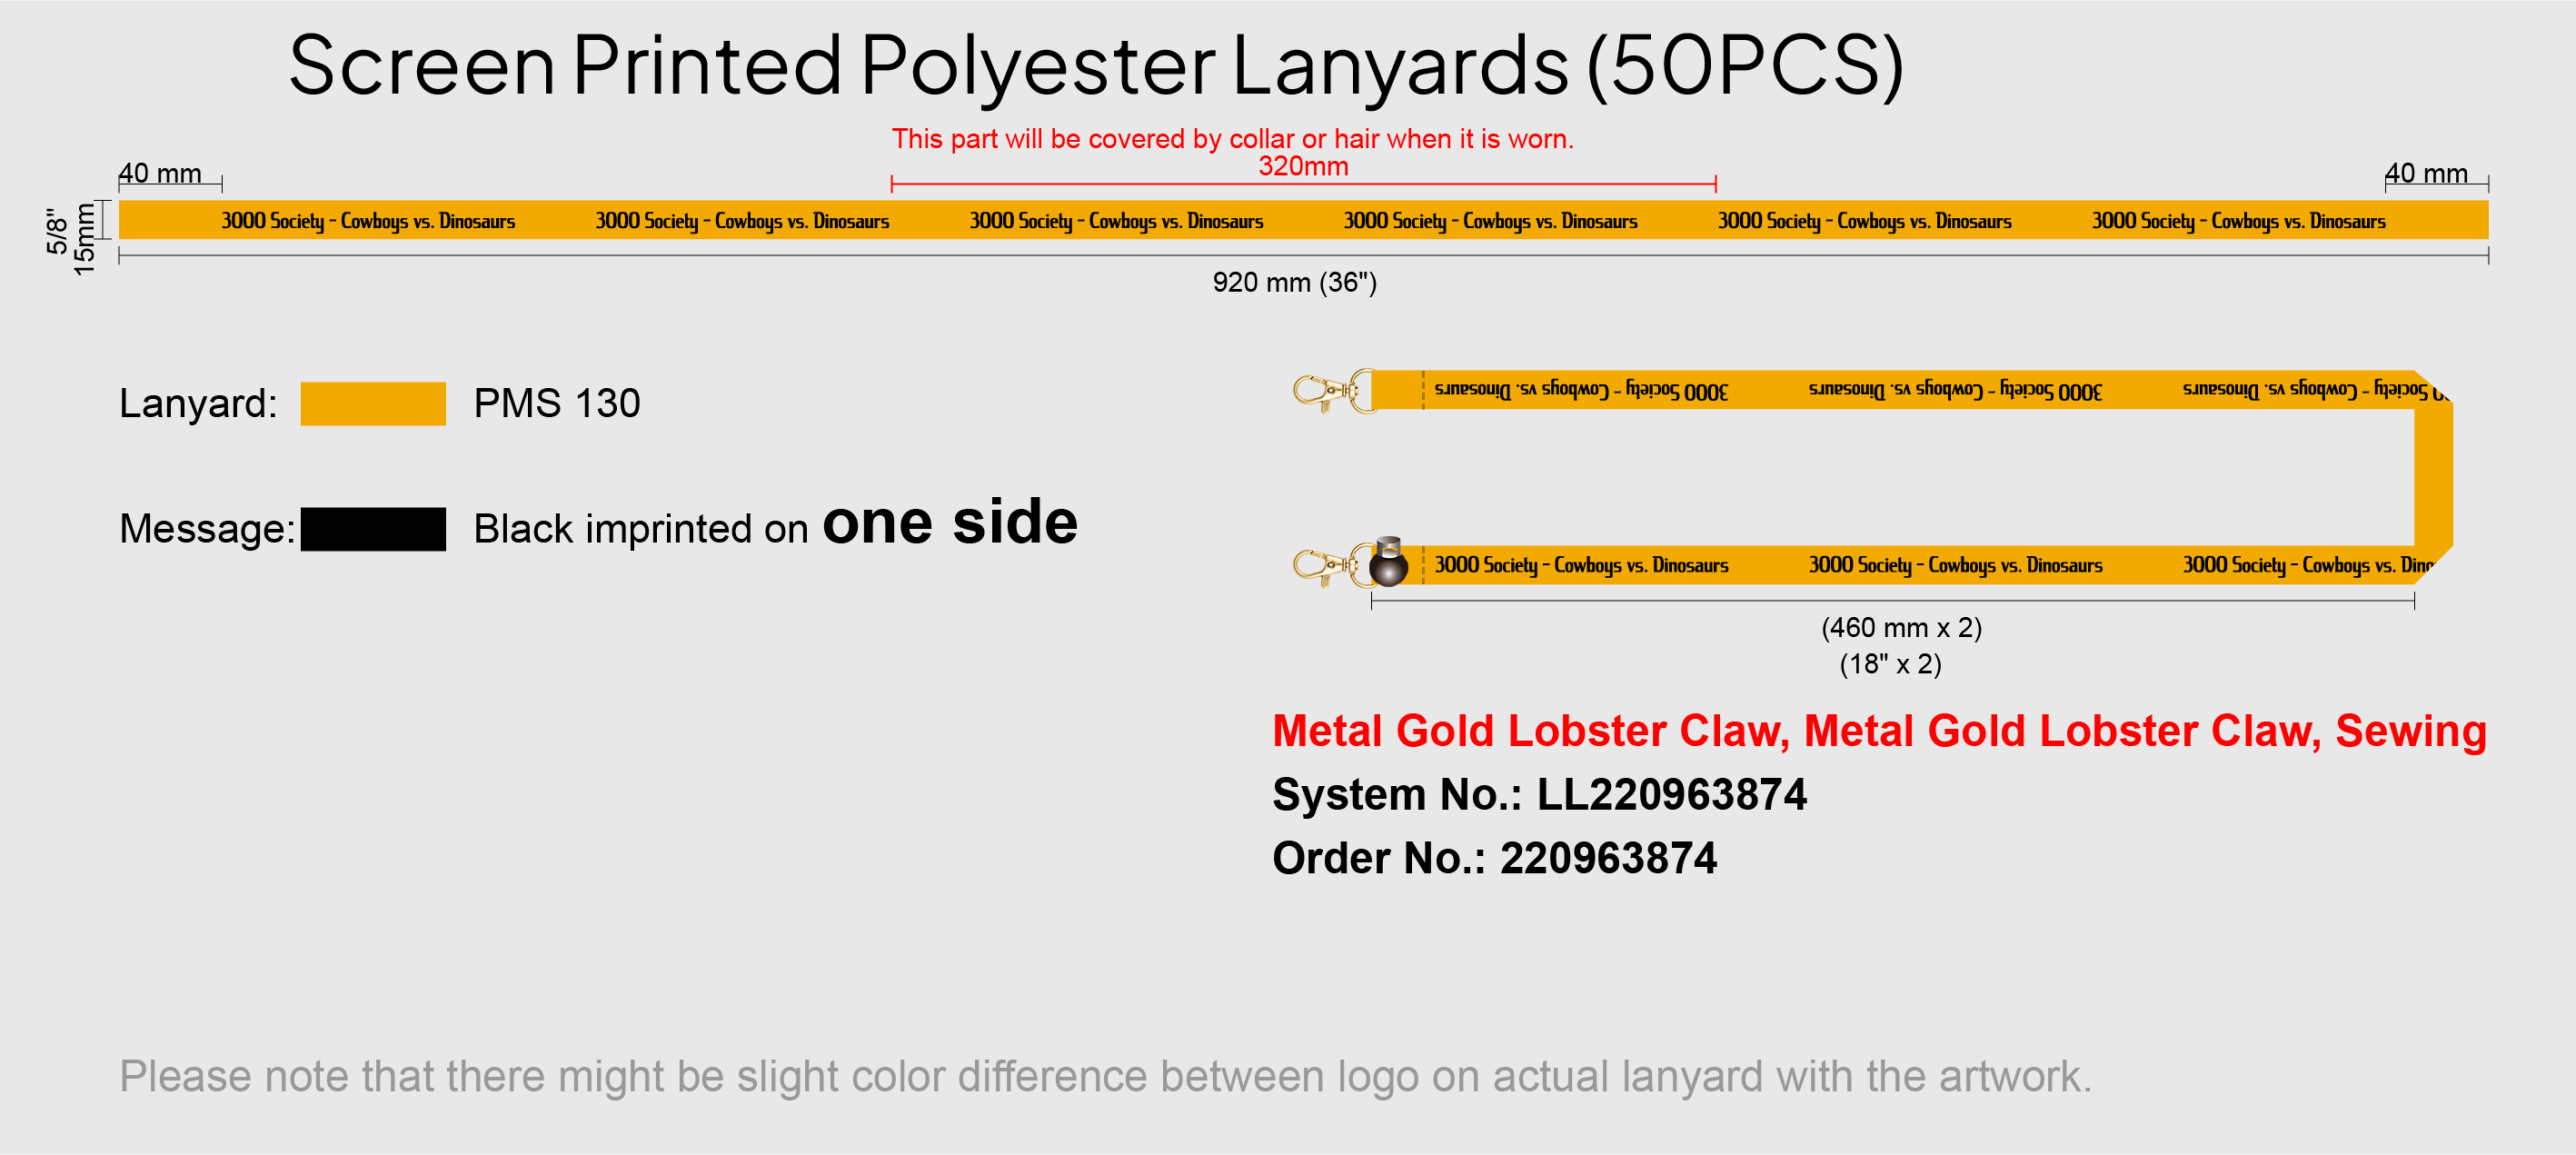 Screen Printed Polyester Lanyards (50PCS)
This part will be covered by collar or hair when it is worn.
320mm
40 mm
40 mm
5/8"
15mm
3000 Society - Cowboys vs. Dinosaurs 3000 Society - Cowboys vs. Dinosaurs 3000 Society - Cowboys vs. Dinosaurs 3000 Society - Cowboys vs. Dinosaurs 3000 Society - Cowboys vs. Dinosaurs 3000 Society - Cowboys vs. Dinosaurs
920 mm (36")
Lanyard: PMS 130
Message: Black imprinted on one side
3000 Society - Cowboys vs. Dinosaurs 3000 Society - Cowboys vs. Dinosaurs 0 Society - Cowboys vs. Dinosaurs
3000 Society - Cowboys vs. Dinosaurs 3000 Society - Cowboys vs. Dinosaurs 3000 Society - Cowboys vs. Dino
(460 mm x 2)
(18" x 2)
Metal Gold Lobster Claw, Metal Gold Lobster Claw, Sewing
System No.: LL220963874
Order No.: 220963874
Please note that there might be slight color difference between logo on actual lanyard with the artwork.